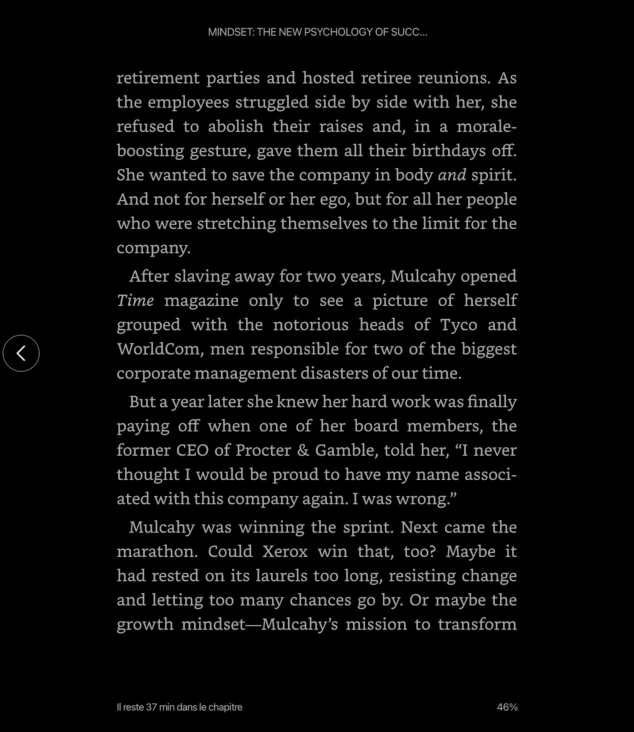 MINDSET: THE NEW PSYCHOLOGY OF SUCC...
retirement parties and hosted retiree reunions. As
the employees struggled side by side with her, she
refused to abolish their raises and, in a morale-
boosting gesture, gave them all their birthdays off.
She wanted to save the company in body and spirit.
And not for herself or her ego, but for all her people
who were stretching themselves to the limit for the
company.
After slaving away for two years, Mulcahy opened
Time magazine only to see a picture of herself
grouped with the notorious heads of Tyco and
WorldCom, men responsible for two of the biggest
corporate management disasters of our time.
But a year later she knew her hard work was finally
paying off when one of her board members, the
former CEO of Procter & Gamble, told her, “I never
thought I would be proud to have my name associ-
ated with this company again. I was wrong.”
Mulcahy was winning the sprint. Next came the
marathon. Could Xerox win that, too? Maybe it
had rested on its laurels too long, resisting change
and letting too many chances go by. Or maybe the
growth mindset—Mulcahy’s mission to transform
Il reste 37 min dans le chapitre
46%